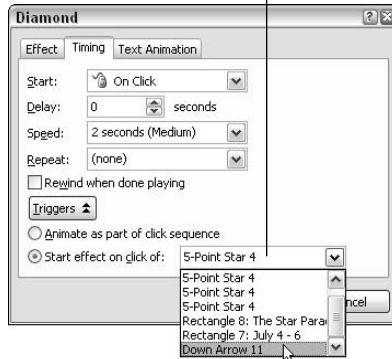 Diamond
Effect Timing Text Animation
Start: On Click
Delay: 0 seconds
Speed: 2 seconds (Medium)
Repeat: (none)
Rewind when done playing
Triggers
Animate as part of click sequence
Start effect on click of: 5-Point Star 4
5-Point Star 4
5-Point Star 4
5-Point Star 4
Rectangle 8: The Star Para
Rectangle 7: July 4 - 6
Down Arrow 11
ncel